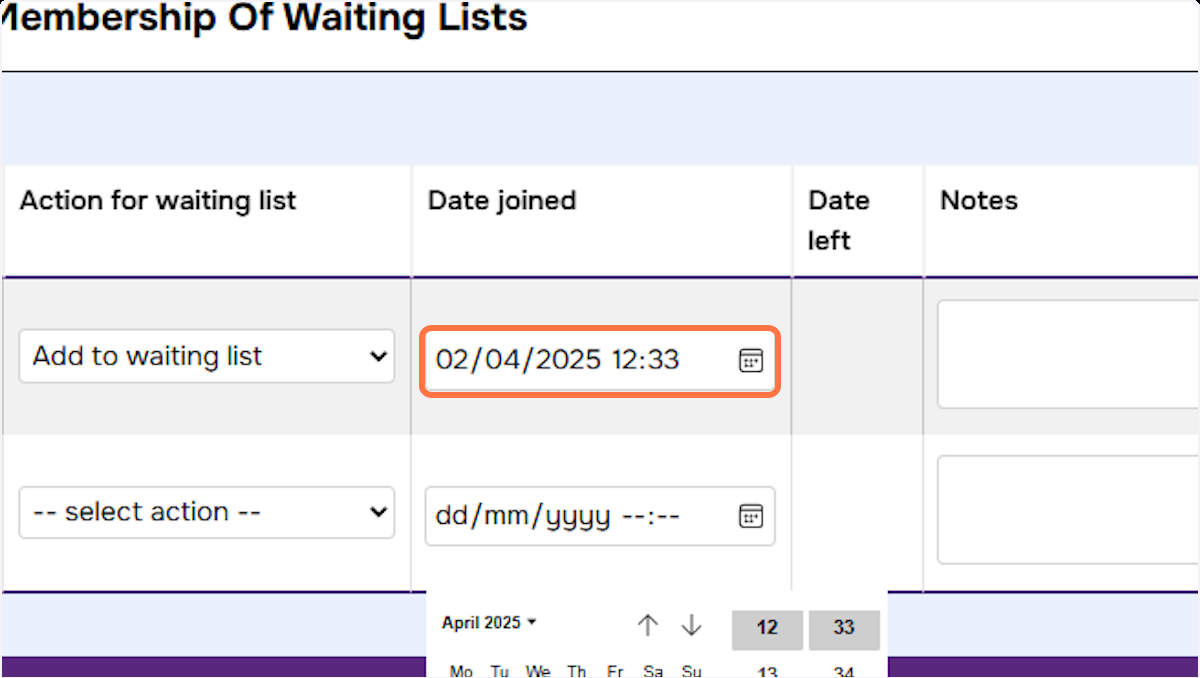 Membership Of Waiting Lists
Action for waiting list
Date joined
Date
left
Notes
Add to waiting list
02/04/2025 12:33
-- select action --
dd/mm/yyyy --:--
April 2025
12
33
Mo Tu We Th Fr Sa Su
13
34